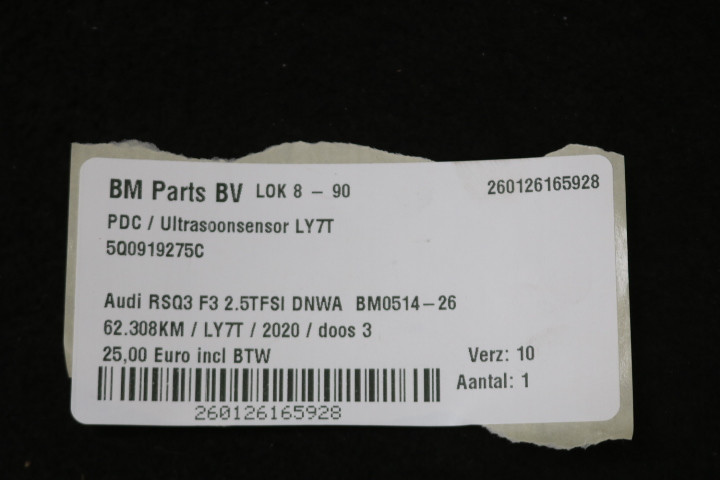 BM Parts BV LOK 8 - 90 260126165928
PDC / Ultrasoonsensor LY7T
5Q0919275C
Audi RSQ3 F3 2.5TFSI DNWA BM0514-26
62.308KM / LY7T / 2020 / doos 3
25,00 Euro incl BTW Verz: 10
Aantal: 1
260126165928